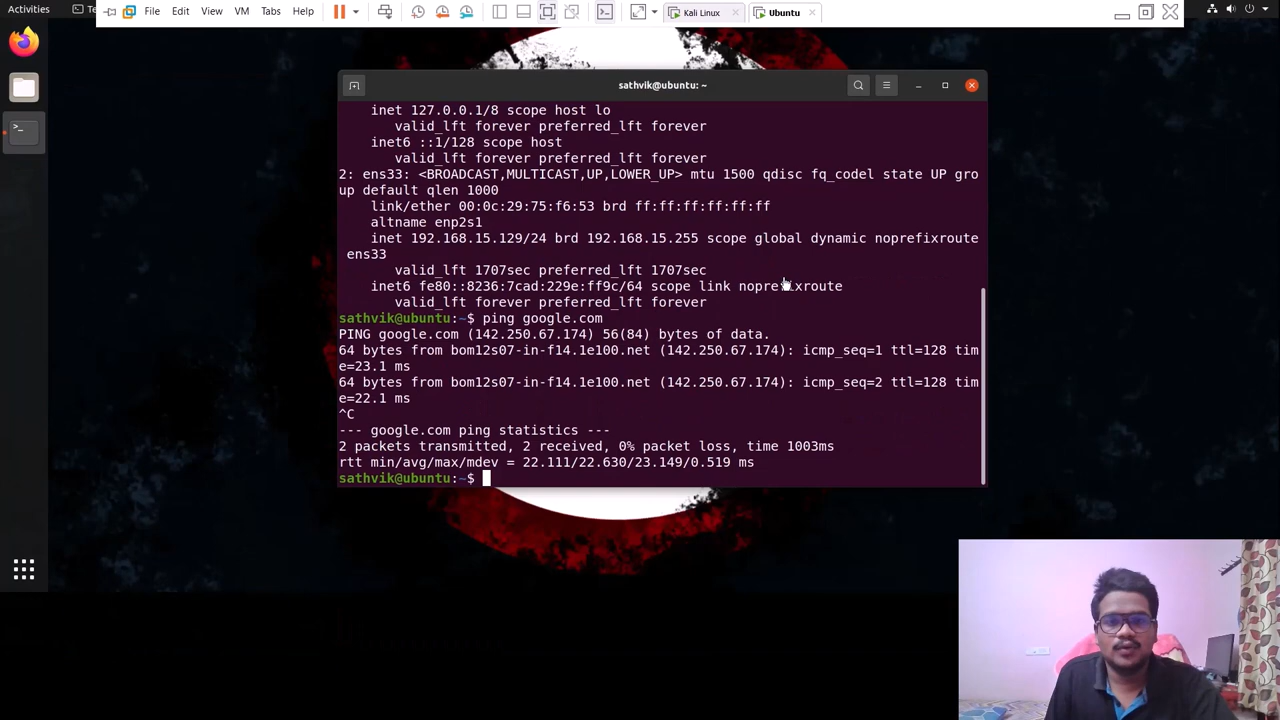 Activities
Te
File Edit View VM Tabs Help
Kali Linux
Ubuntu
sathvik@ubuntu: ~
inet 127.0.0.1/8 scope host lo
valid_lft forever preferred_lft forever
inet6 ::1/128 scope host
valid_lft forever preferred_lft forever
2: ens33: <BROADCAST,MULTICAST,UP,LOWER_UP> mtu 1500 qdisc fq_codel state UP gro
up default qlen 1000
link/ether 00:0c:29:75:f6:53 brd ff:ff:ff:ff:ff:ff
altname enp2s1
inet 192.168.15.129/24 brd 192.168.15.255 scope global dynamic noprefixroute
ens33
valid_lft 1707sec preferred_lft 1707sec
inet6 fe80::8236:7cad:229e:ff9c/64 scope link noprefixroute
valid_lft forever preferred_lft forever
sathvik@ubuntu:~$ ping google.com
PING google.com (142.250.67.174) 56(84) bytes of data.
64 bytes from bom12s07-in-f14.1e100.net (142.250.67.174): icmp_seq=1 ttl=128 tim
e=23.1 ms
64 bytes from bom12s07-in-f14.1e100.net (142.250.67.174): icmp_seq=2 ttl=128 tim
e=22.1 ms
^C
--- google.com ping statistics ---
2 packets transmitted, 2 received, 0% packet loss, time 1003ms
rtt min/avg/max/mdev = 22.111/22.630/23.149/0.519 ms
sathvik@ubuntu:~$